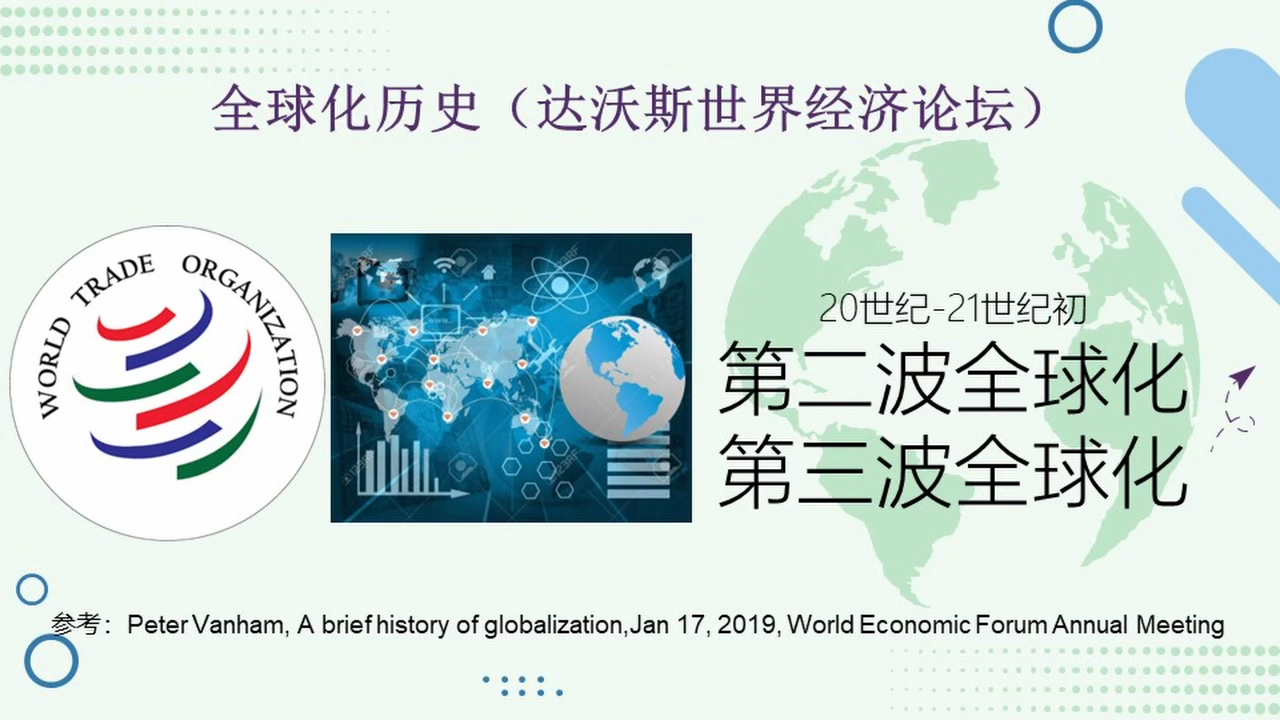 全球化历史（达沃斯世界经济论坛）
WORLD TRADE ORGANIZATION
20世纪-21世纪初
第二波全球化
第三波全球化
参考：Peter Vanham, A brief history of globalization,Jan 17, 2019, World Economic Forum Annual Meeting